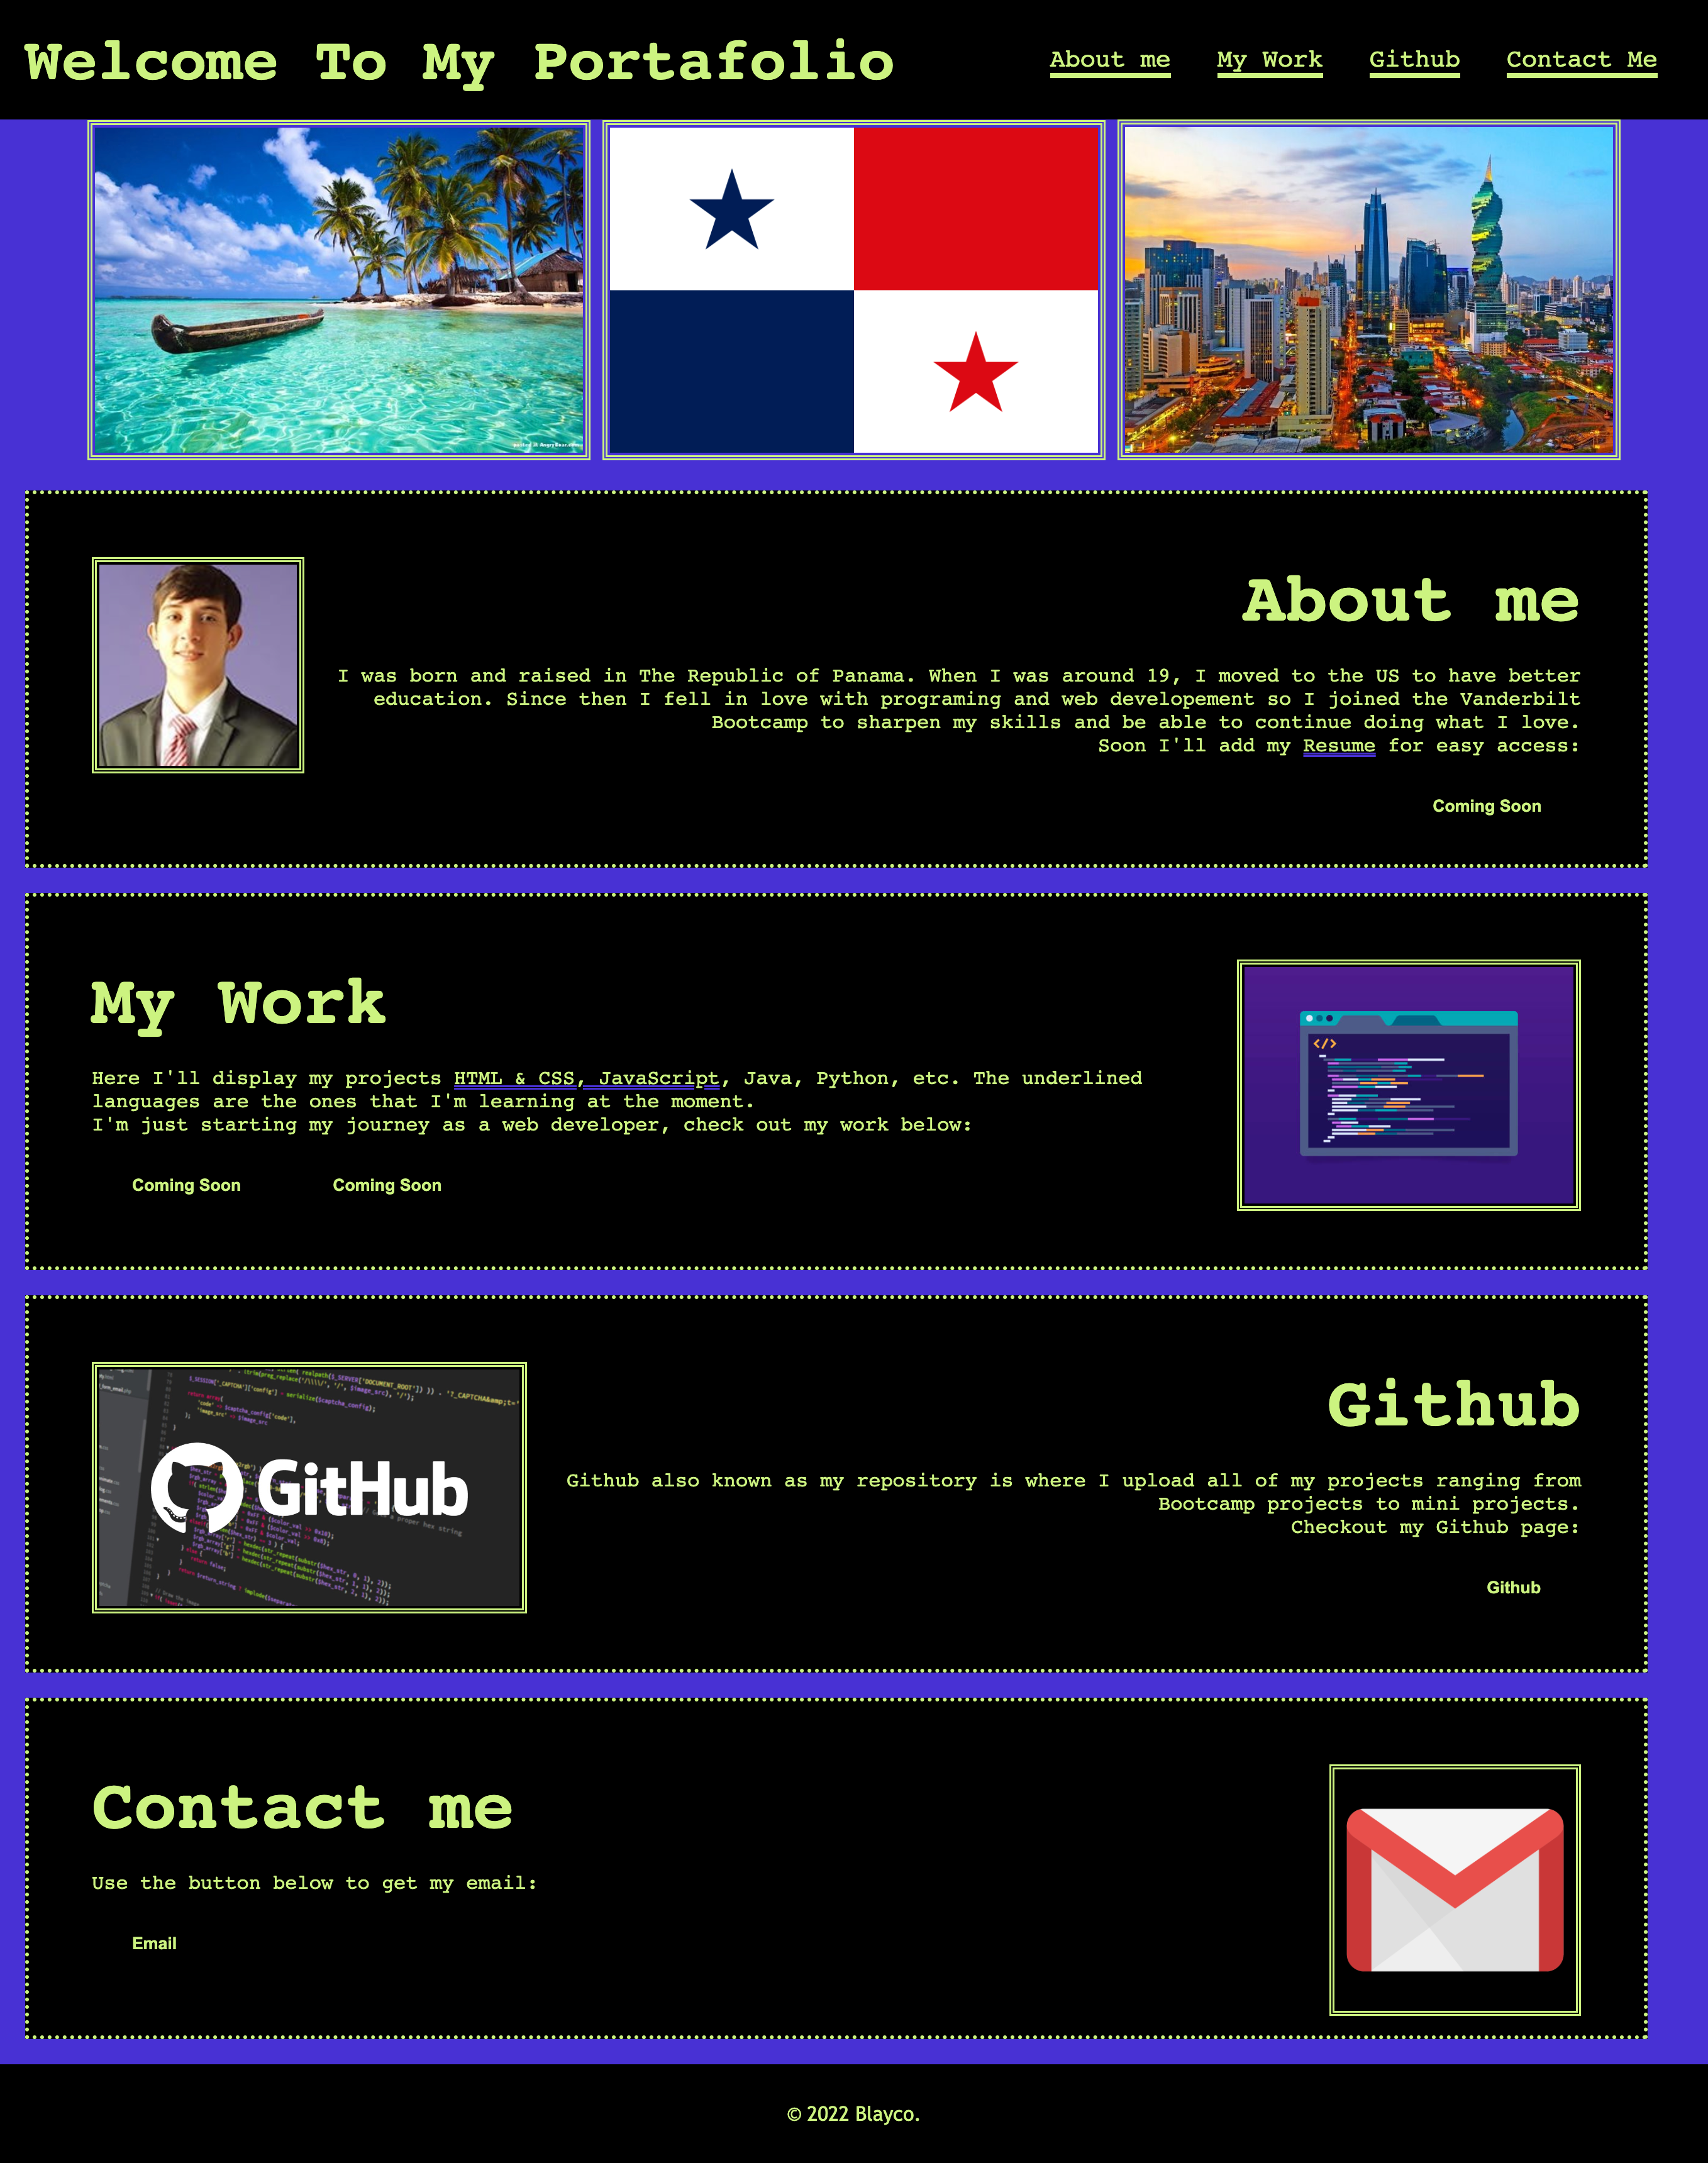 Welcome To My Portafolio
About me My Work Github Contact Me
About me
I was born and raised in The Republic of Panama. When I was around 19, I moved to the US to have better
education. Since then I fell in love with programing and web developement so I joined the Vanderbilt
Bootcamp to sharpen my skills and be able to continue doing what I love.
Soon I'll add my Resume for easy access:
Coming Soon
My Work
Here I'll display my projects HTML & CSS, JavaScript, Java, Python, etc. The underlined
languages are the ones that I'm learning at the moment.
I'm just starting my journey as a web developer, check out my work below:
Coming Soon Coming Soon
</>
GitHub
Github
Github also known as my repository is where I upload all of my projects ranging from
Bootcamp projects to mini projects.
Checkout my Github page:
Github
Contact me
Use the button below to get my email:
Email
© 2022 Blayco.